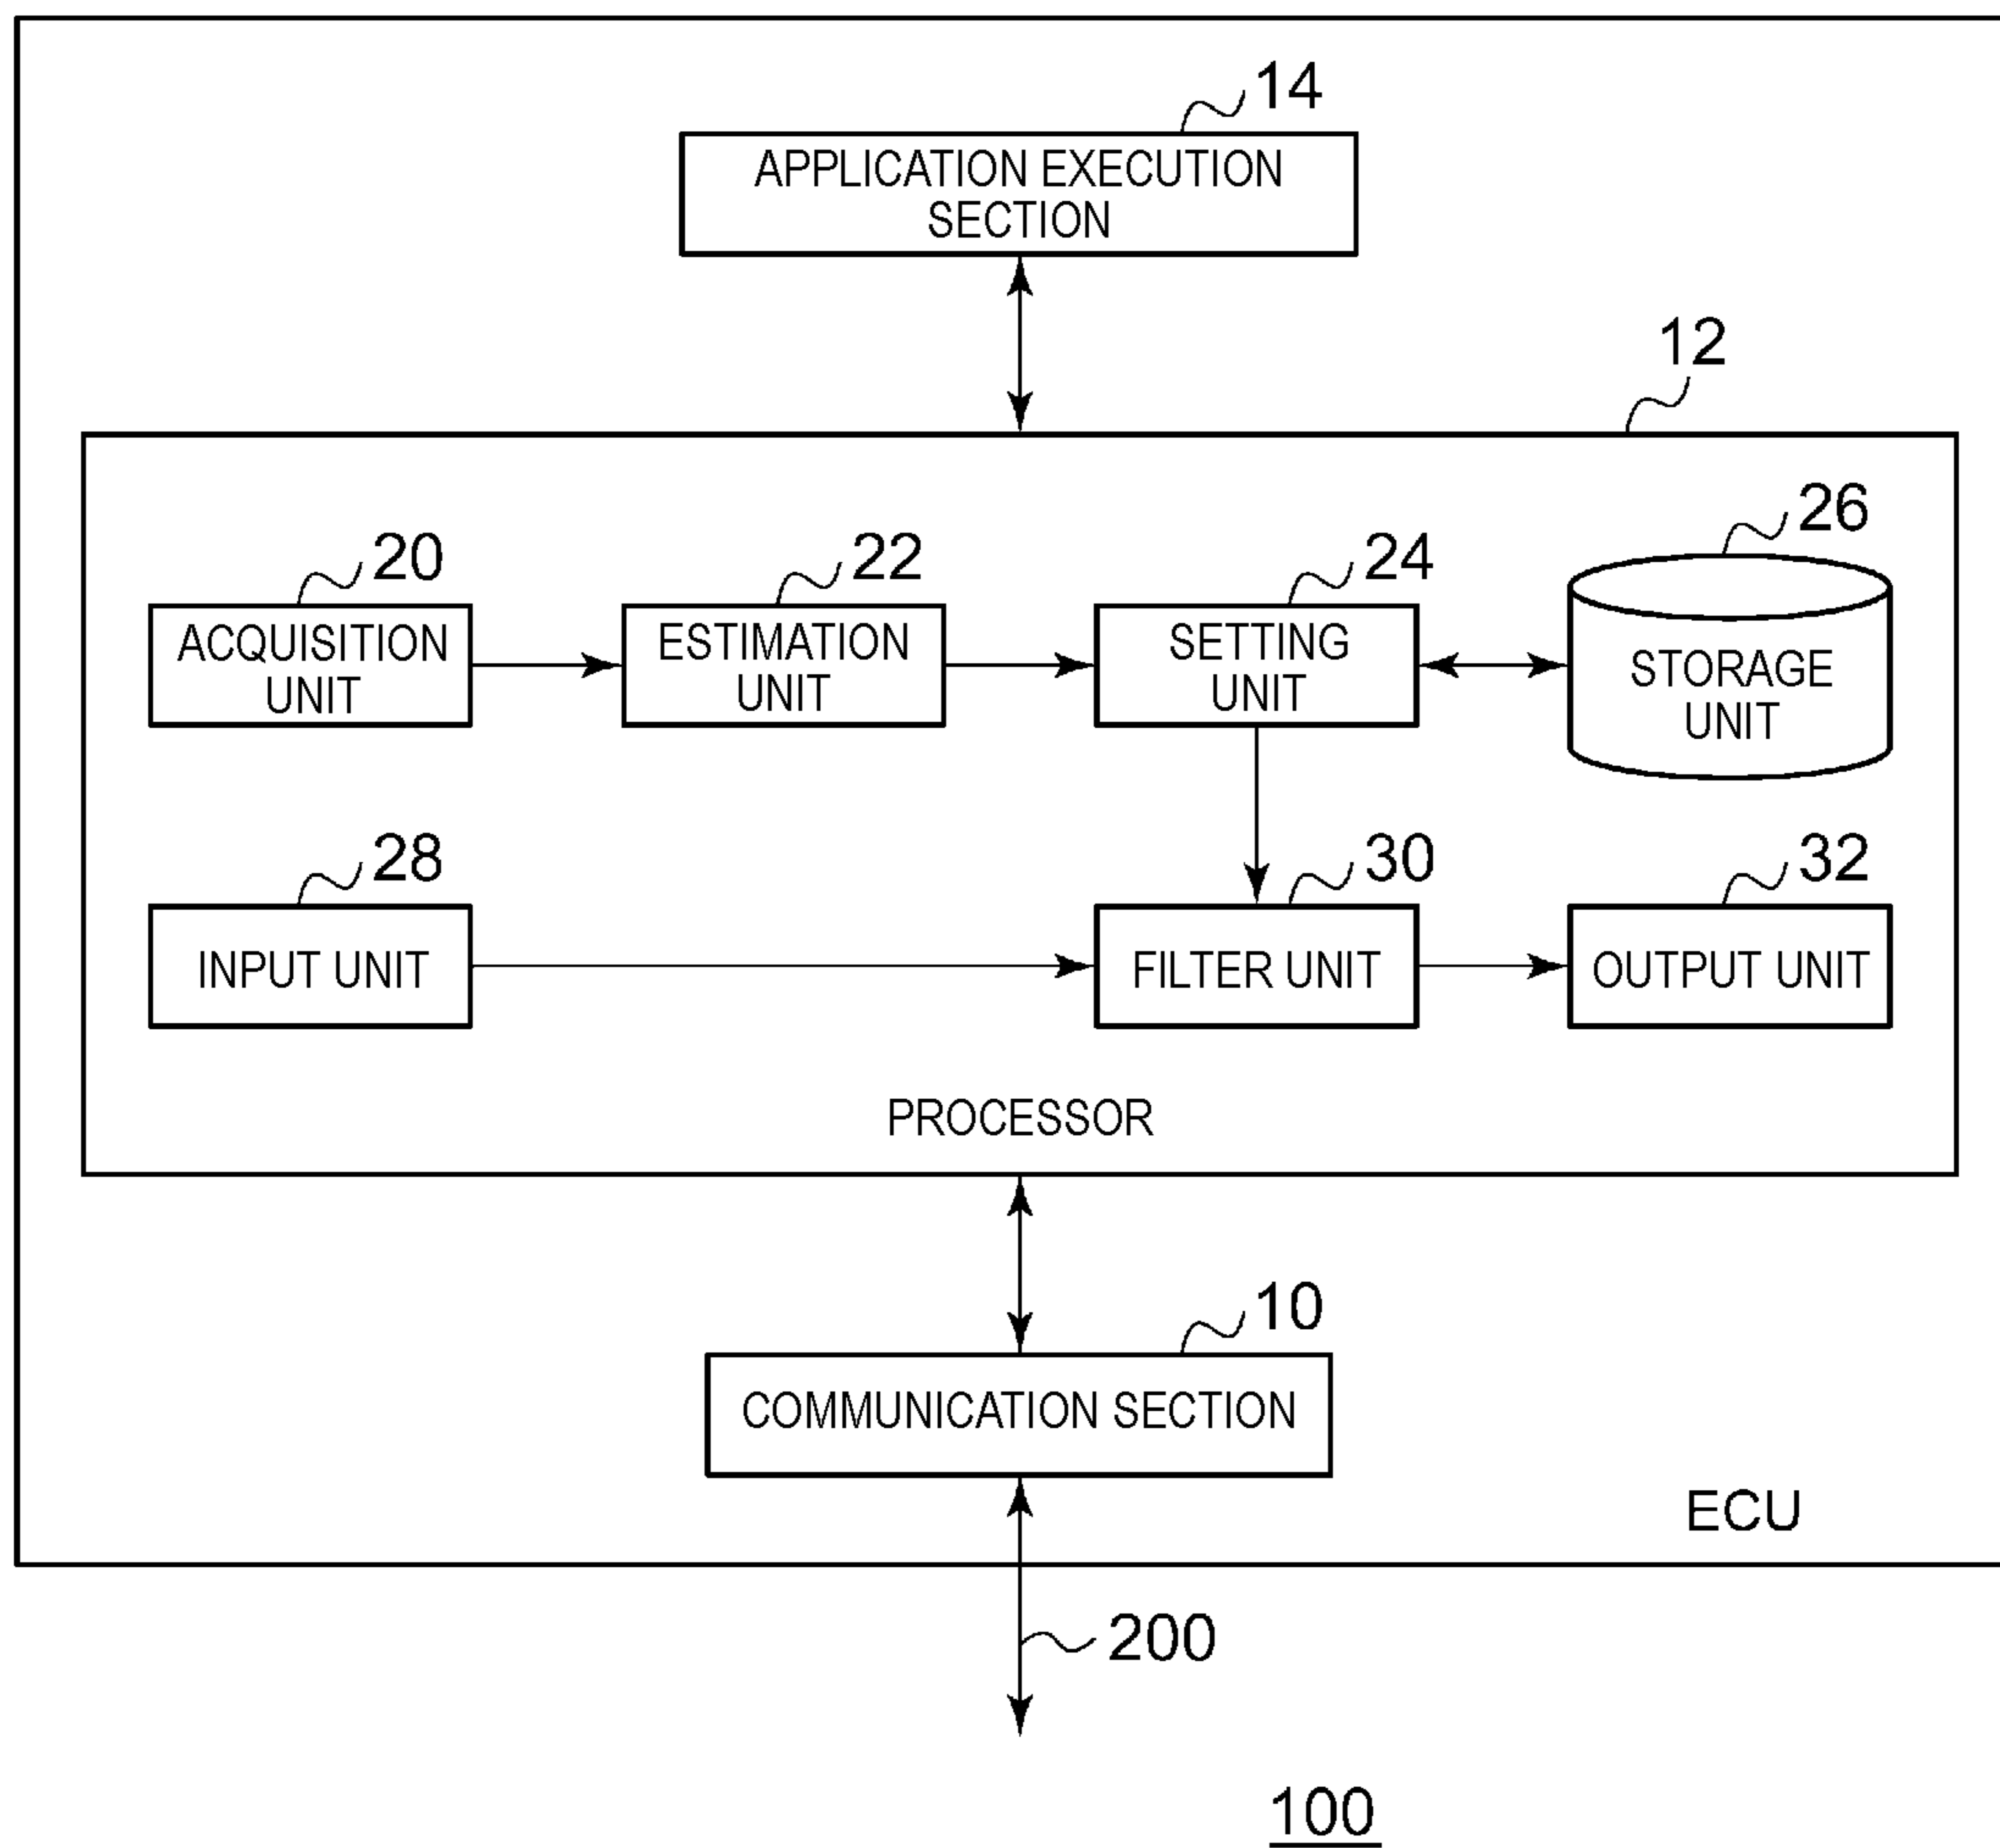 14
APPLICATION EXECUTION
SECTION
12
20
22
24
26
ACQUISITION
UNIT
ESTIMATION
UNIT
SETTING
UNIT
STORAGE
UNIT
28
30
32
INPUT UNIT
FILTER UNIT
OUTPUT UNIT
PROCESSOR
10
COMMUNICATION SECTION
ECU
200
100